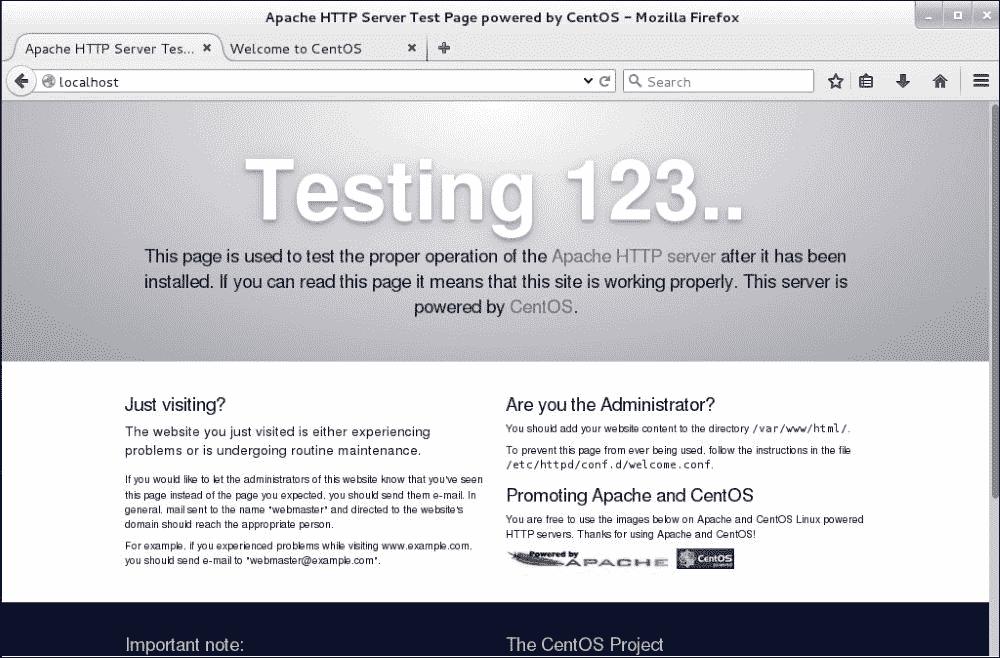 Apache HTTP Server Test Page powered by CentOS - Mozilla Firefox
Apache HTTP Server Tes...
Welcome to CentOS
localhost
Search
Testing 123..
This page is used to test the proper operation of the Apache HTTP server after it has been
installed. If you can read this page it means that this site is working properly. This server is
powered by CentOS.
Just visiting?
The website you just visited is either experiencing
problems or is undergoing routine maintenance.
If you would like to let the administrators of this website know that you've seen
this page instead of the page you expected, you should send them e-mail. In
general, mail sent to the name "webmaster" and directed to the website's
domain should reach the appropriate person.
For example, if you experienced problems while visiting www.example.com,
you should send e-mail to "webmaster@example.com".
Are you the Administrator?
You should add your website content to the directory /var/www/html/.
To prevent this page from ever being used, follow the instructions in the file
/etc/httpd/conf.d/welcome.conf.
Promoting Apache and CentOS
You are free to use the images below on Apache and CentOS Linux powered
HTTP servers. Thanks for using Apache and CentOS!
Powered by
APACHE
CentOS
Important note:
The CentOS Project